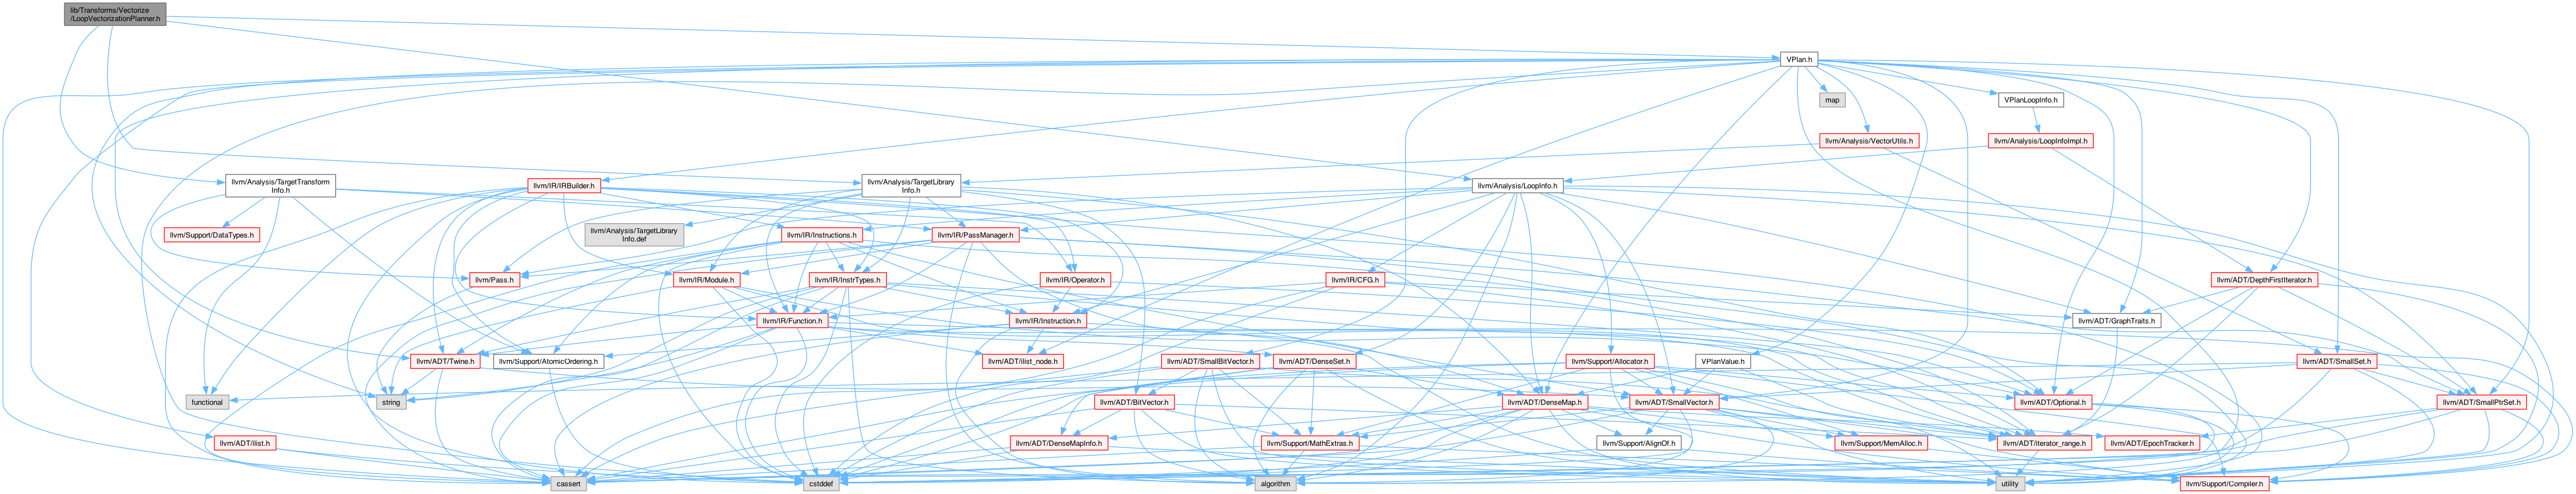 lib/Transforms/Vectorize
/LoopVectorizationPlanner.h
VPlan.h
map
VPlanLoopInfo.h
llvm/Analysis/VectorUtils.h
llvm/Analysis/LoopInfoImpl.h
llvm/Analysis/TargetTransform
Info.h
llvm/IR/IRBuilder.h
llvm/Analysis/TargetLibrary
Info.h
llvm/Analysis/LoopInfo.h
llvm/Support/DataTypes.h
llvm/Analysis/TargetLibrary
Info.def
llvm/IR/Instructions.h
llvm/IR/PassManager.h
llvm/Pass.h
llvm/IR/Module.h
llvm/IR/InstrTypes.h
llvm/IR/Operator.h
llvm/IR/CFG.h
llvm/ADT/DepthFirstIterator.h
llvm/IR/Function.h
llvm/IR/Instruction.h
llvm/ADT/GraphTraits.h
llvm/ADT/Twine.h
llvm/Support/AtomicOrdering.h
llvm/ADT/ilist_node.h
llvm/ADT/SmallBitVector.h
llvm/ADT/DenseSet.h
llvm/Support/Allocator.h
VPlanValue.h
llvm/ADT/SmallSet.h
functional
string
llvm/ADT/BitVector.h
llvm/ADT/DenseMap.h
llvm/ADT/SmallVector.h
llvm/ADT/Optional.h
llvm/ADT/SmallPtrSet.h
llvm/ADT/ilist.h
llvm/ADT/DenseMapInfo.h
llvm/Support/MathExtras.h
llvm/Support/AlignOf.h
llvm/Support/MemAlloc.h
llvm/ADT/iterator_range.h
llvm/ADT/EpochTracker.h
cassert
cstddef
algorithm
utility
llvm/Support/Compiler.h